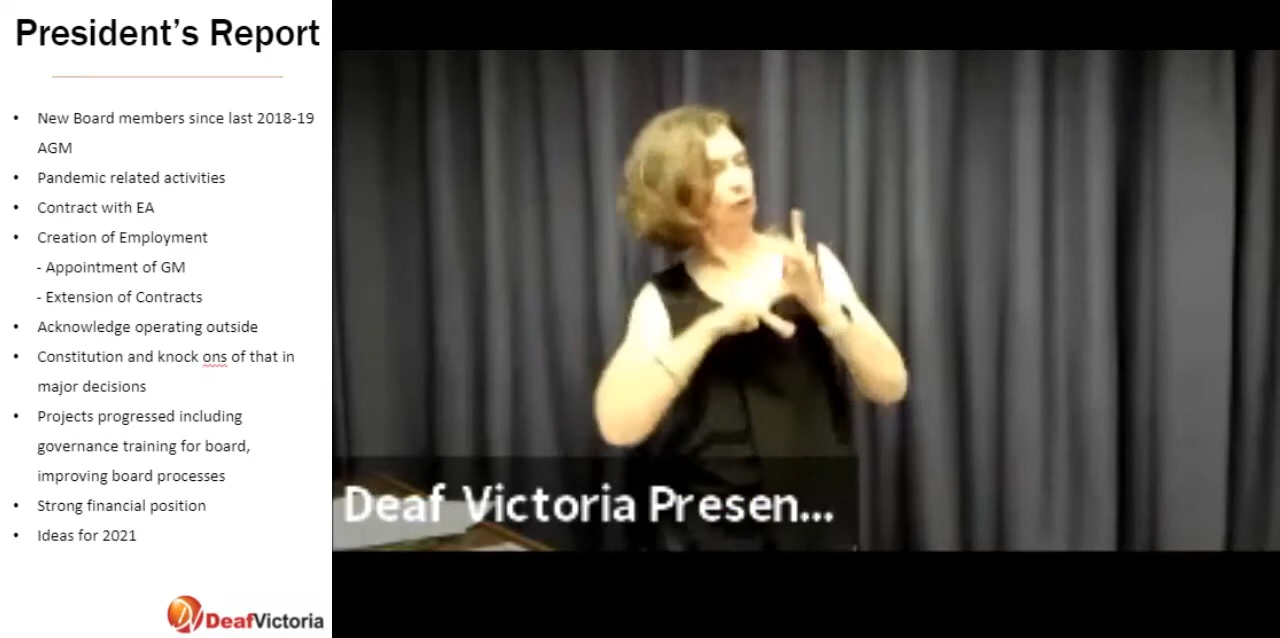 President's Report
• New Board members since last 2018-19
AGM
• Pandemic related activities
• Contract with EA
• Creation of Employment
- Appointment of GM
- Extension of Contracts
• Acknowledge operating outside
• Constitution and knock ons of that in
major decisions
• Projects progressed including
governance training for board,
improving board processes
• Strong financial position
• Ideas for 2021
DeafVictoria
Deaf Victoria Presen...